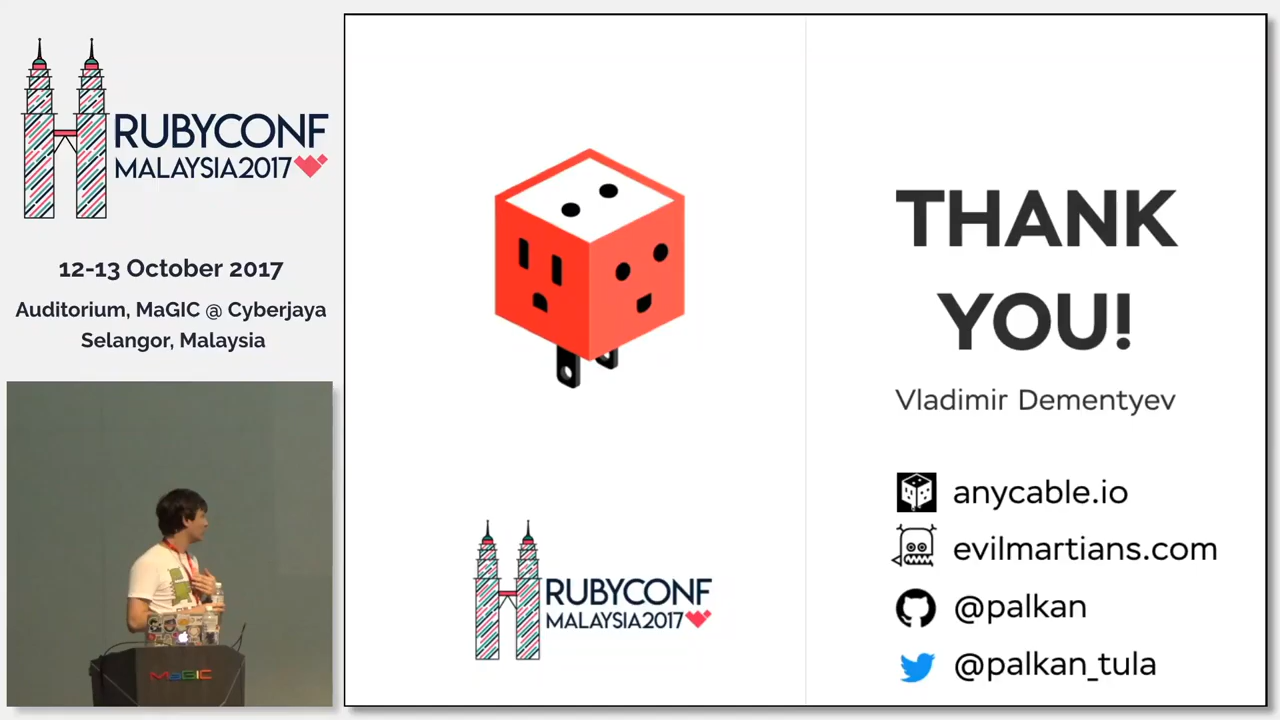 RUBYCONF
MALAYSIA2017
12-13 October 2017
Auditorium, MaGIC @ Cyberjaya
Selangor, Malaysia
MaGIC
RUBYCONF
MALAYSIA2017
THANK
YOU!
Vladimir Dementyev
anycable.io
evilmartians.com
@palkan
@palkan_tula